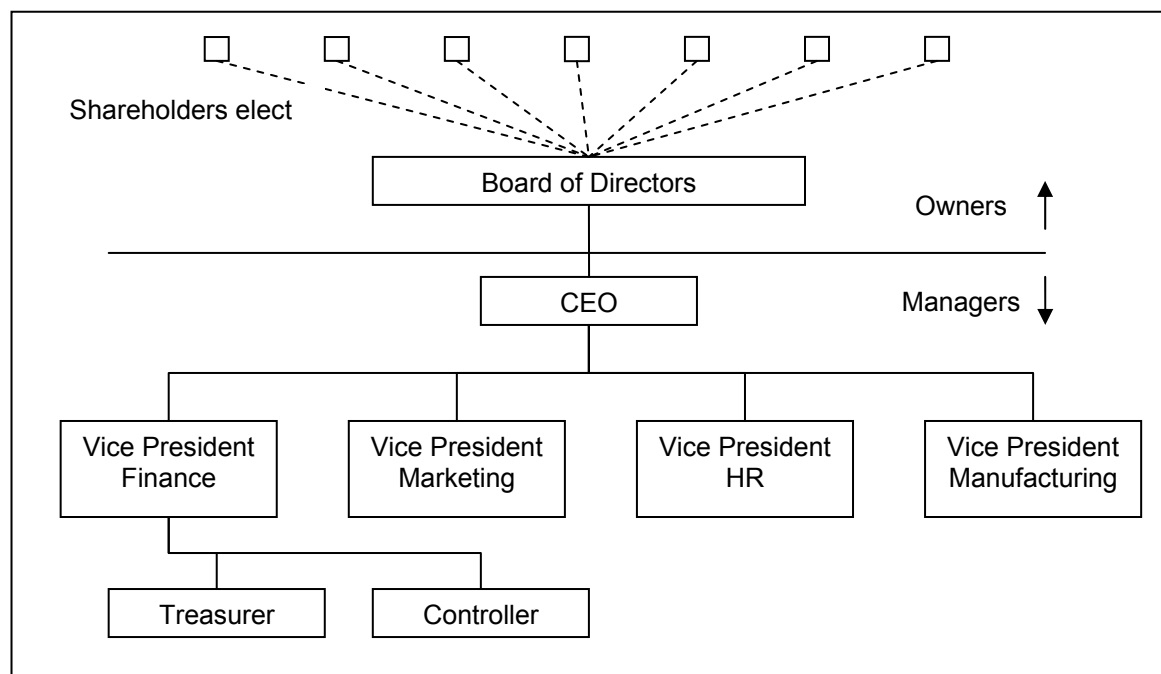 Shareholders elect
Board of Directors
Owners
CEO
Managers
Vice President
Finance
Vice President
Marketing
Vice President
HR
Vice President
Manufacturing
Treasurer
Controller